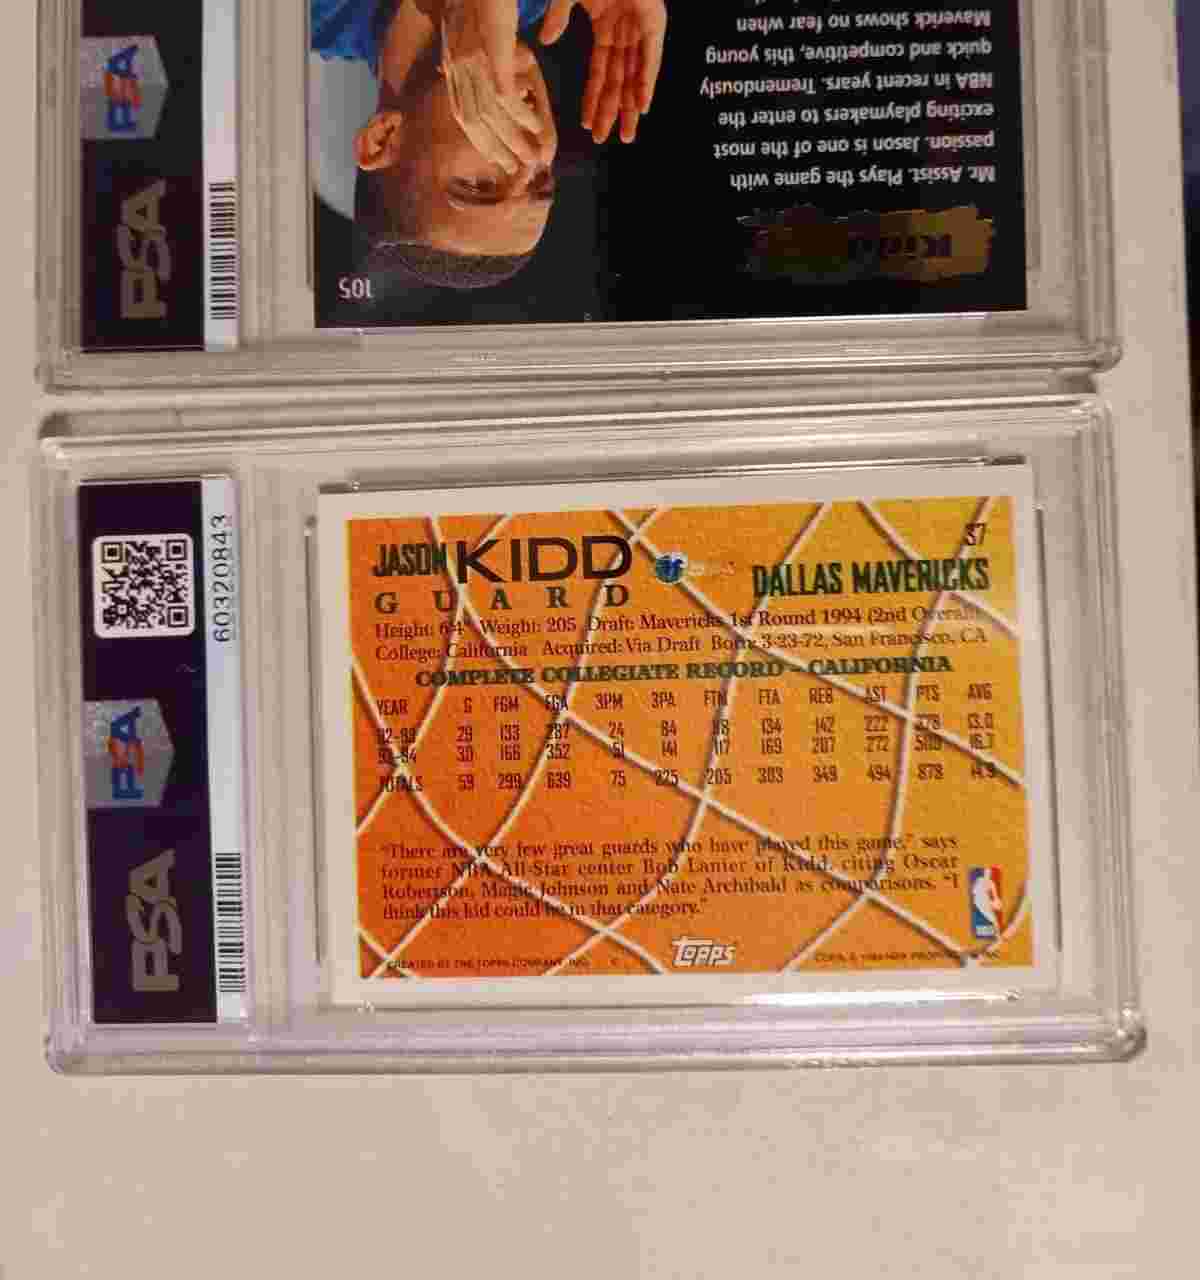 Maverick shows no fear when
quick and competitive, this young
NBA in recent years. Tremendously
exciting playmakers to enter the
passion. Jason is one of the most
Mr. Assist. Plays the game with
Kidd
105
PSA
PSA
60320843
PSA
PSA
37
JASON KIDD
DALLAS MAVERICKS
GUARD
Height: 6'4" Weight: 205 Draft: Mavericks 1st Round 1994 (2nd Overall)
College: California Acquired: Via Draft Born: 3-23-72, San Francisco, CA
COMPLETE COLLEGIATE RECORD - CALIFORNIA
YEAR G FGM FGA 3PM 3PA FTM FTA REB AST PTS AVG
92-93 29 133 287 24 84 88 134 142 222 378 13.0
93-94 30 166 352 51 141 117 169 207 272 500 16.7
TOTALS 59 299 639 75 225 205 303 349 494 878 14.9
"There are very few great guards who have played this game," says
former NBA All-Star center Bob Lanier of Kidd, citing Oscar
Robertson, Magic Johnson and Nate Archibald as comparisons. "I
think this kid could be in that category."
TOPPS
CREATED BY THE TOPPS COMPANY, INC.